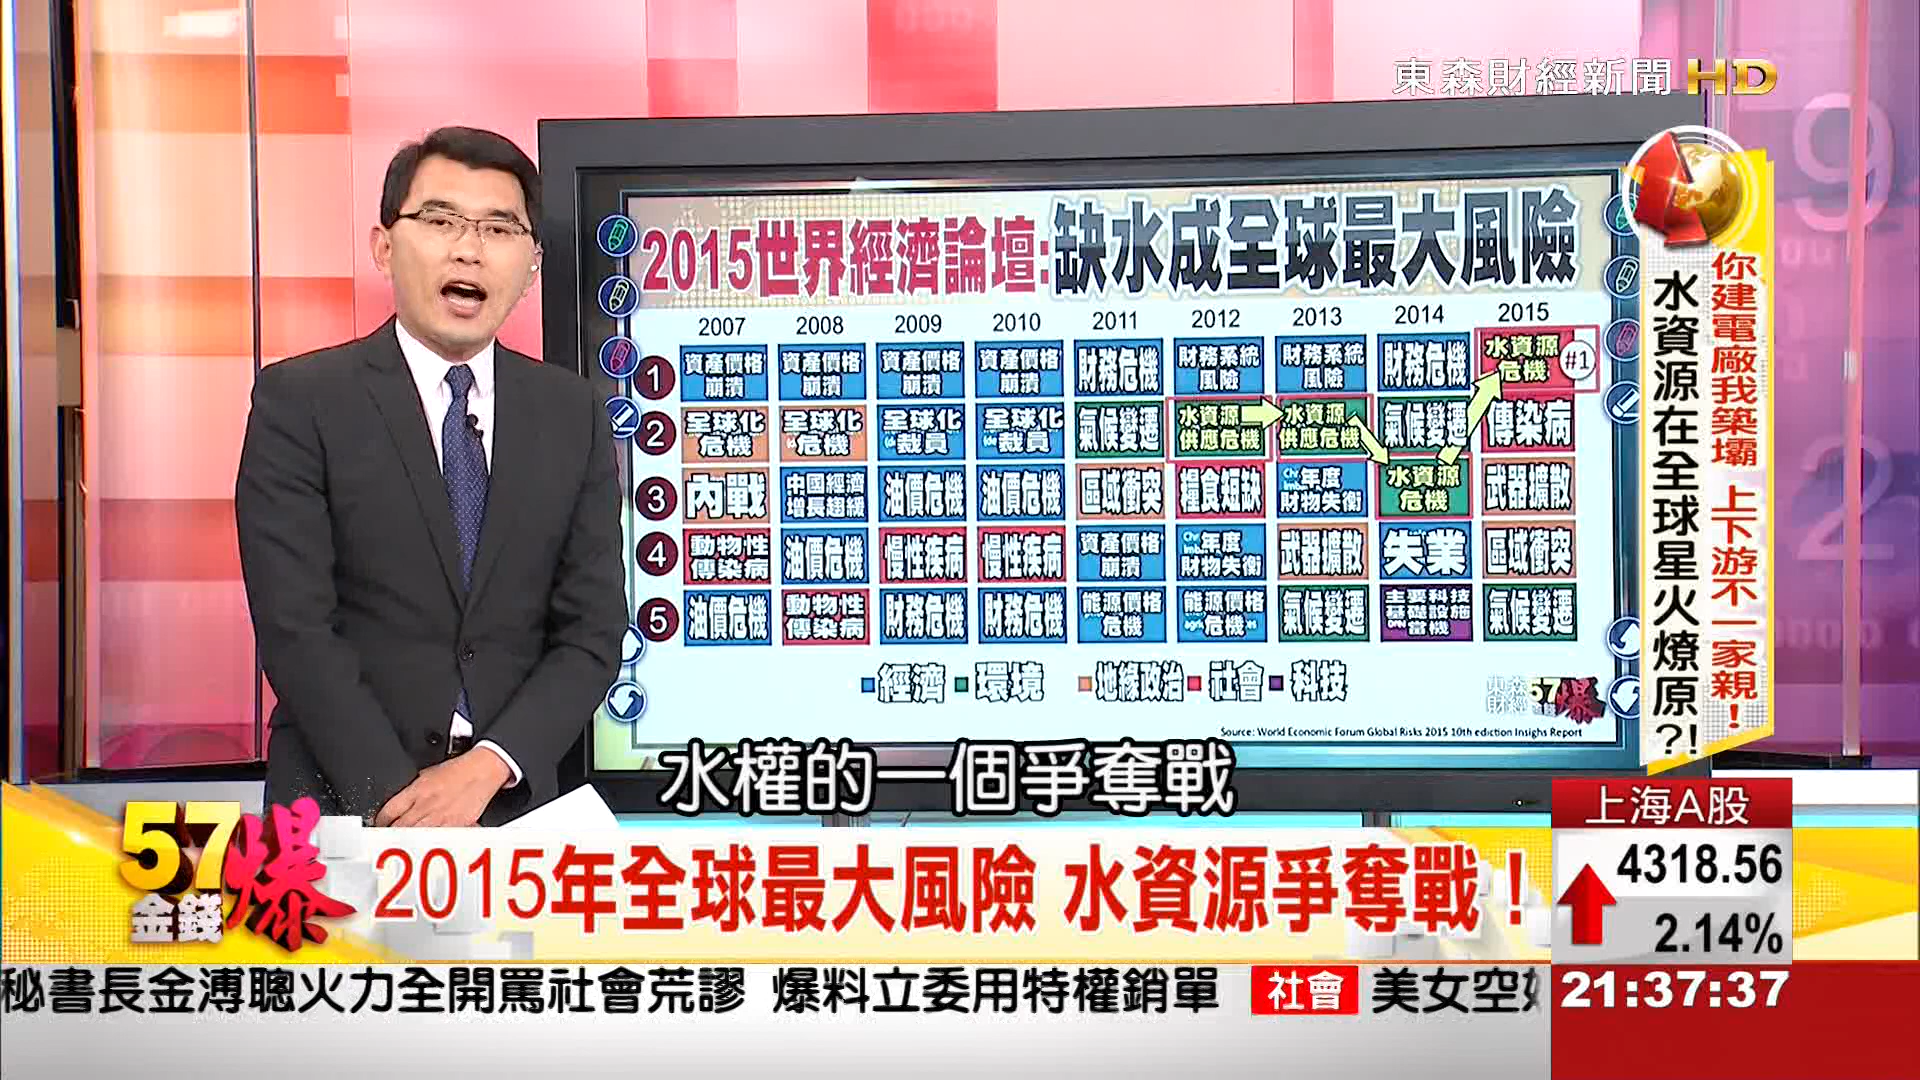 東森財經新聞 HD
2015世界經濟論壇:缺水成全球最大風險
2007 2008 2009 2010 2011 2012 2013 2014 2015
1 資產價格崩潰 資產價格崩潰 資產價格崩潰 資產價格崩潰 財務危機 財務系統風險 財務系統風險 財務危機 水資源危機 #1
2 全球化危機 全球化危機 全球化裁員 全球化裁員 氣候變遷 水資源供應危機 水資源供應危機 氣候變遷 傳染病
3 內戰 中國經濟增長趨緩 油價危機 油價危機 區域衝突 糧食短缺 年度財物失衡 水資源危機 武器擴散
4 動物性傳染病 油價危機 慢性疾病 慢性疾病 資產價格崩潰 年度財物失衡 武器擴散 失業 區域衝突
5 油價危機 動物性傳染病 財務危機 財務危機 能源價格危機 能源價格危機 氣候變遷 主要科技基礎設施當機 氣候變遷
經濟 環境 地緣政治 社會 科技
東森財經 57金錢爆
Source: World Economic Forum Global Risks 2015 10th ediction Insighs Report
你建電廠我築壩 上下游不一家親!
水資源在全球星火燎原?!
水權的一個爭奪戰
57金錢爆
2015年全球最大風險 水資源爭奪戰!
上海A股
4318.56
2.14%
秘書長金溥聰火力全開罵社會荒謬 爆料立委用特權銷單 社會 美女空
21:37:37